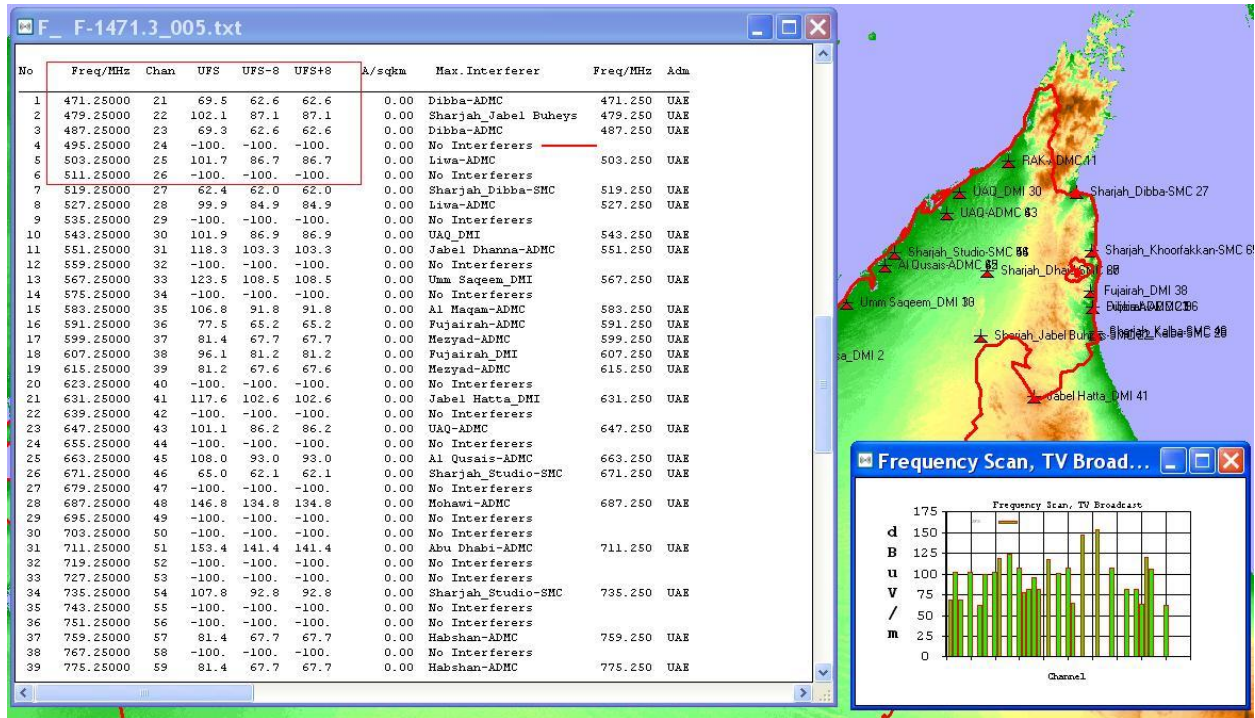 F_ F-1471.3_005.txt
No Freq/MHz Chan UFS UFS-8 UFS+8 A/sqkm Max.Interferer Freq/MHz Adm
1 471.25000 21 69.5 62.6 62.6 0.00 Dibba-ADMC 471.250 UAE
2 479.25000 22 102.1 87.1 87.1 0.00 Sharjah_Jabel Buheys 479.250 UAE
3 487.25000 23 69.3 62.6 62.6 0.00 Dibba-ADMC 487.250 UAE
4 495.25000 24 -100. -100. -100. 0.00 No Interferers
5 503.25000 25 101.7 86.7 86.7 0.00 Liwa-ADMC 503.250 UAE
6 511.25000 26 -100. -100. -100. 0.00 No Interferers
7 519.25000 27 62.4 62.0 62.0 0.00 Sharjah_Dibba-SMC 519.250 UAE
8 527.25000 28 99.9 84.9 84.9 0.00 Liwa-ADMC 527.250 UAE
9 535.25000 29 -100. -100. -100. 0.00 No Interferers
10 543.25000 30 101.9 86.9 86.9 0.00 UAQ_DMI 543.250 UAE
11 551.25000 31 118.3 103.3 103.3 0.00 Jabel Dhanna-ADMC 551.250 UAE
12 559.25000 32 -100. -100. -100. 0.00 No Interferers
13 567.25000 33 123.5 108.5 108.5 0.00 Umm Saqeem_DMI 567.250 UAE
14 575.25000 34 -100. -100. -100. 0.00 No Interferers
15 583.25000 35 106.8 91.8 91.8 0.00 Al Maqam-ADMC 583.250 UAE
16 591.25000 36 77.5 65.2 65.2 0.00 Fujairah-ADMC 591.250 UAE
17 599.25000 37 81.4 67.7 67.7 0.00 Mezyad-ADMC 599.250 UAE
18 607.25000 38 96.1 81.2 81.2 0.00 Fujairah_DMI 607.250 UAE
19 615.25000 39 81.2 67.6 67.6 0.00 Mezyad-ADMC 615.250 UAE
20 623.25000 40 -100. -100. -100. 0.00 No Interferers
21 631.25000 41 117.6 102.6 102.6 0.00 Jabel Hatta_DMI 631.250 UAE
22 639.25000 42 -100. -100. -100. 0.00 No Interferers
23 647.25000 43 101.1 86.2 86.2 0.00 UAQ-ADMC 647.250 UAE
24 655.25000 44 -100. -100. -100. 0.00 No Interferers
25 663.25000 45 108.0 93.0 93.0 0.00 Al Qusais-ADMC 663.250 UAE
26 671.25000 46 65.0 62.1 62.1 0.00 Sharjah_Studio-SMC 671.250 UAE
27 679.25000 47 -100. -100. -100. 0.00 No Interferers
28 687.25000 48 146.8 134.8 134.8 0.00 Mohawi-ADMC 687.250 UAE
29 695.25000 49 -100. -100. -100. 0.00 No Interferers
30 703.25000 50 -100. -100. -100. 0.00 No Interferers
31 711.25000 51 153.4 141.4 141.4 0.00 Abu Dhabi-ADMC 711.250 UAE
32 719.25000 52 -100. -100. -100. 0.00 No Interferers
33 727.25000 53 -100. -100. -100. 0.00 No Interferers
34 735.25000 54 107.8 92.8 92.8 0.00 Sharjah_Studio-SMC 735.250 UAE
35 743.25000 55 -100. -100. -100. 0.00 No Interferers
36 751.25000 56 -100. -100. -100. 0.00 No Interferers
37 759.25000 57 81.4 67.7 67.7 0.00 Habshan-ADMC 759.250 UAE
38 767.25000 58 -100. -100. -100. 0.00 No Interferers
39 775.25000 59 81.4 67.7 67.7 0.00 Habshan-ADMC 775.250 UAE
RAK-ADMC 11
UAQ_DMI 30
Sharjah_Dibba-SMC 27
UAQ-ADMC
Sharjah_Studio-SMC
Sharjah_Khoorfakkan-SMC
Al Qusais-ADMC
Fujairah_DMI 38
Umm Saqeem_DMI
Sharjah_Jabel
sa_DMI 2
Jabel Hatta_DMI 41
Frequency Scan, TV Broad...
Frequency Scan, TV Broadcast
dBuV/m
175
150
125
100
75
50
25
0
Channel